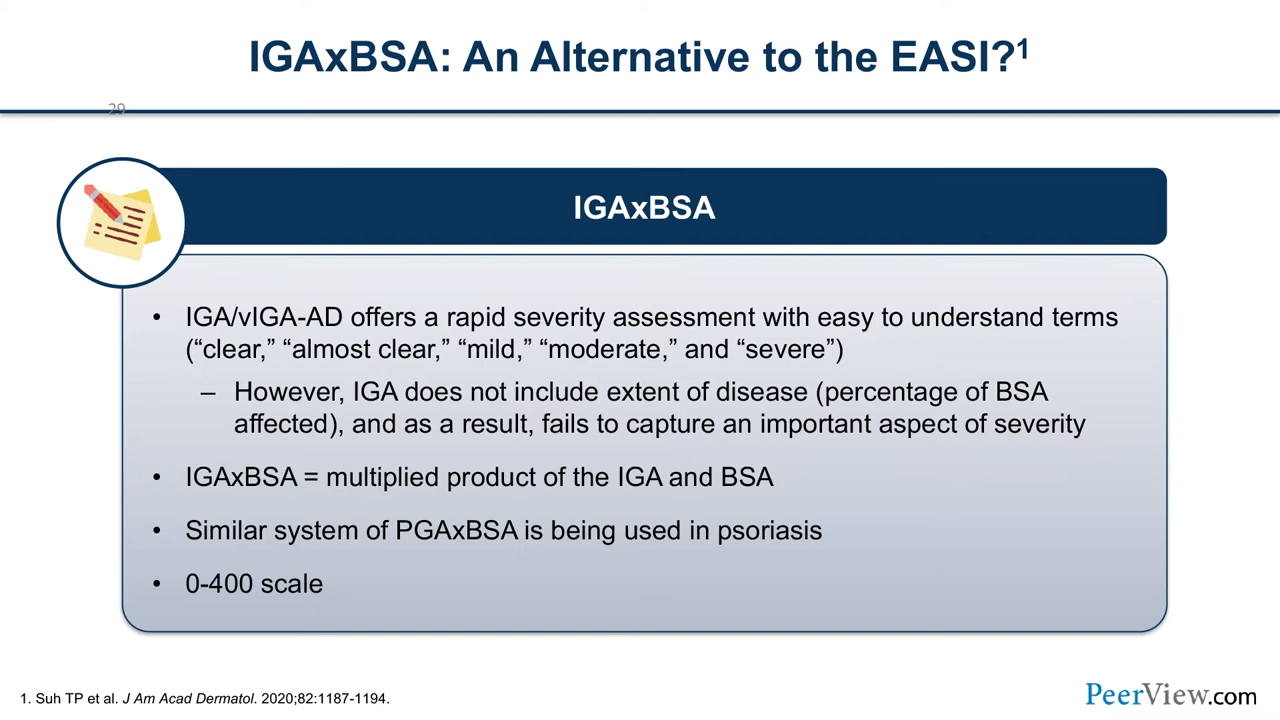 IGAxBSA: An Alternative to the EASI?1
29
IGAxBSA
• IGA/vIGA-AD offers a rapid severity assessment with easy to understand terms
(“clear,” “almost clear,” “mild,” “moderate,” and “severe”)
– However, IGA does not include extent of disease (percentage of BSA
affected), and as a result, fails to capture an important aspect of severity
• IGAxBSA = multiplied product of the IGA and BSA
• Similar system of PGAxBSA is being used in psoriasis
• 0-400 scale
1. Suh TP et al. J Am Acad Dermatol. 2020;82:1187-1194.
PeerView.com